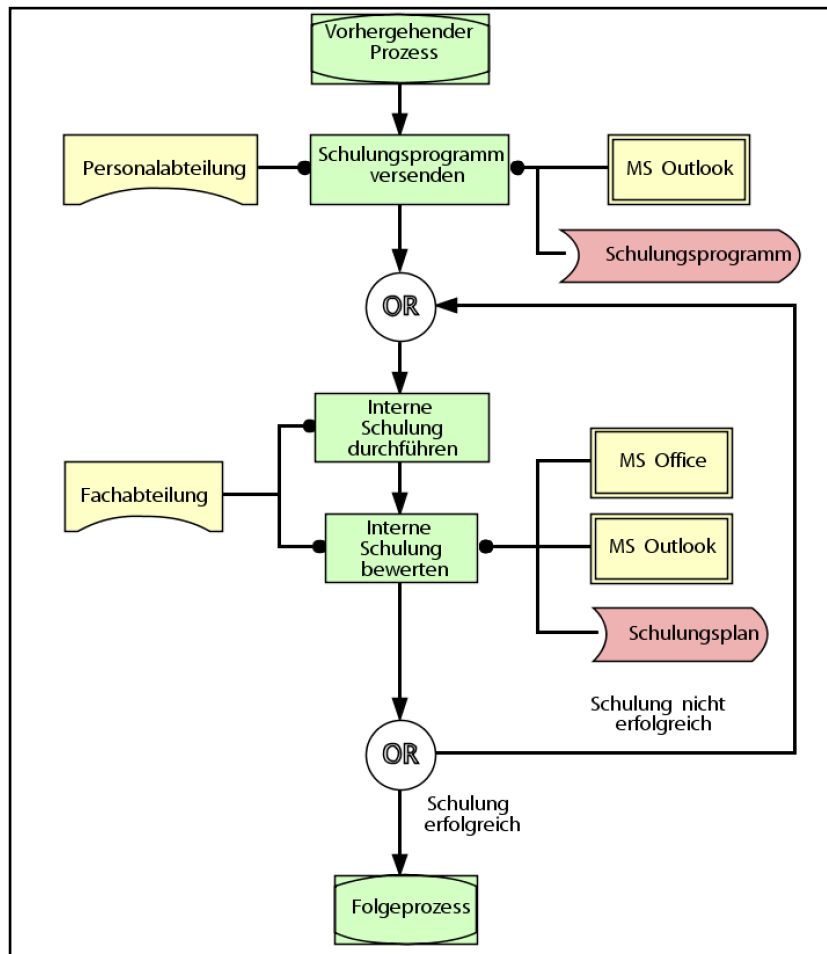 Vorhergehender
Prozess
Personalabteilung
Schulungsprogramm
versenden
MS Outlook
Schulungsprogramm
OR
Interne
Schulung
durchführen
MS Office
Fachabteilung
Interne
Schulung
bewerten
MS Outlook
Schulungsplan
Schulung nicht
erfolgreich
OR
Schulung
erfolgreich
Folgeprozess